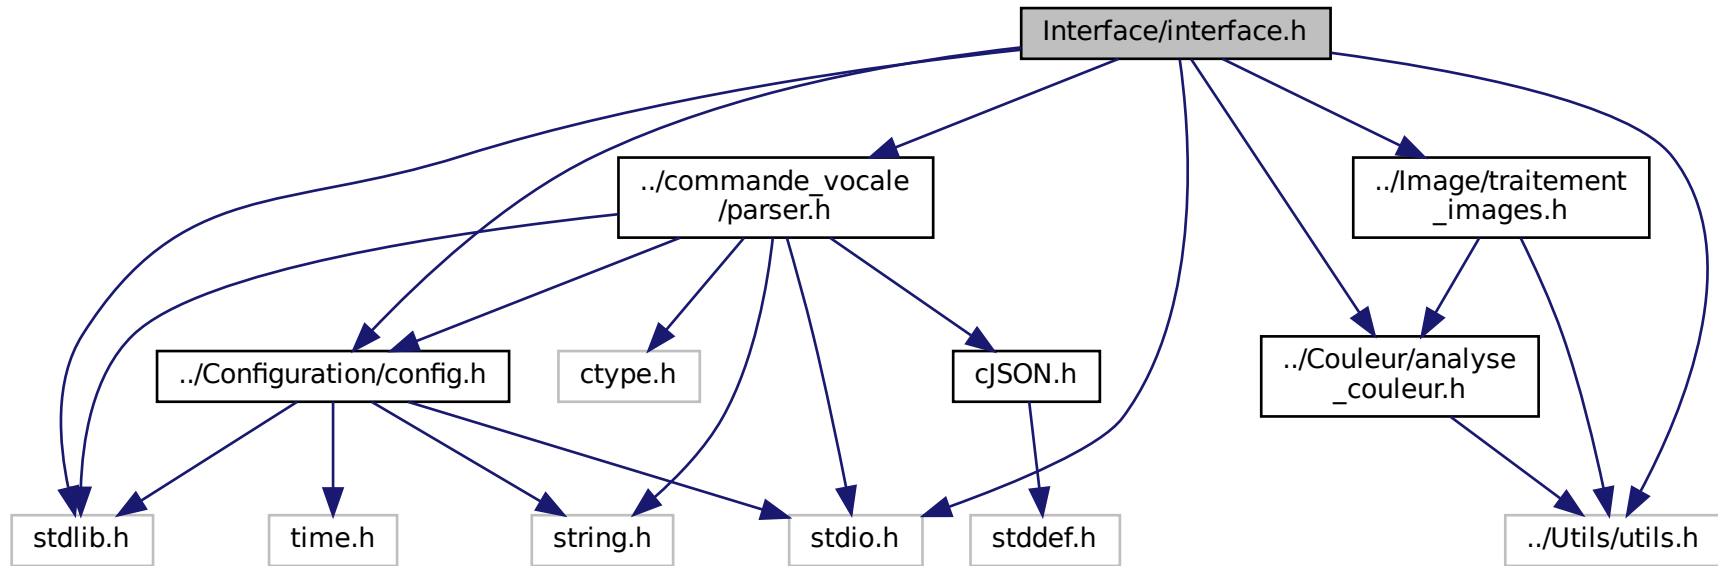 Interface/interface.h
../commande_vocale
/parser.h
../Image/traitement
_images.h
../Configuration/config.h
ctype.h
cJSON.h
../Couleur/analyse
_couleur.h
stdlib.h
time.h
string.h
stdio.h
stddef.h
../Utils/utils.h